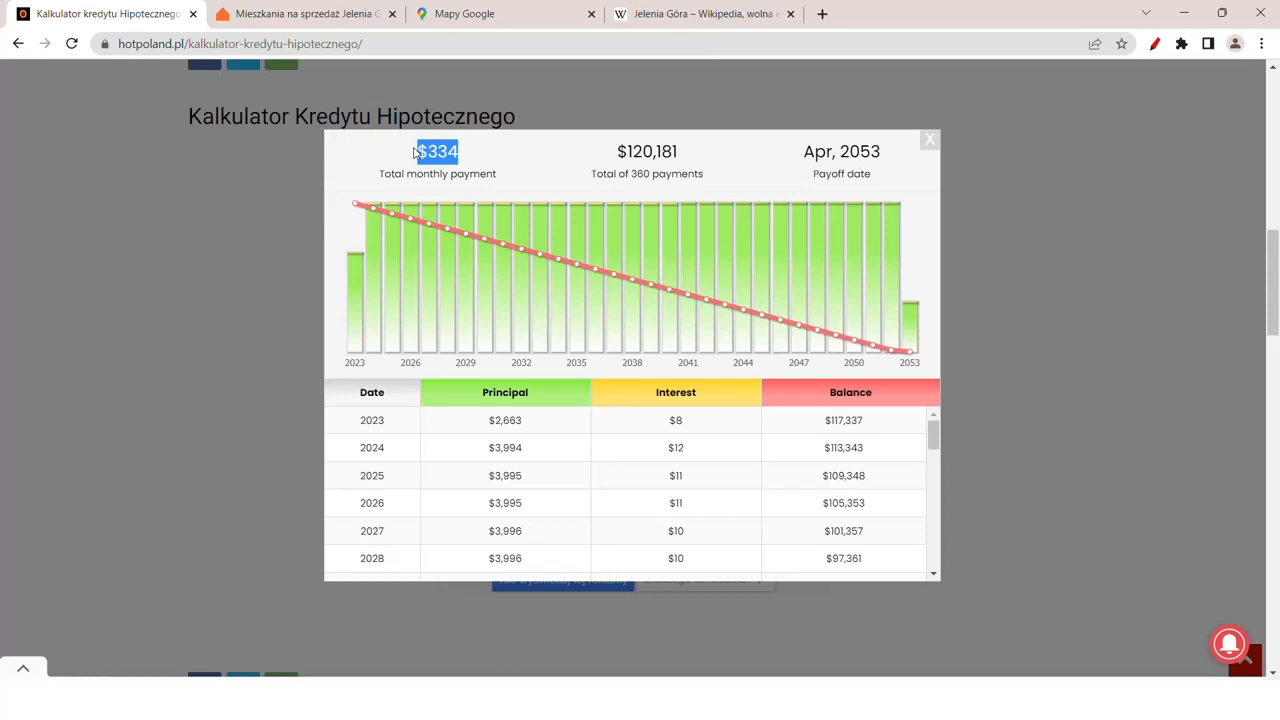 Kalkulator kredytu hipotecznego
Mieszkania na sprzedaż Jelenia G
Mapy Google
Jelenia Góra – Wikipedia, wolna e
hotpoland.pl/kalkulator-kredytu-hipotecznego/
Kalkulator Kredytu Hipotecznego
X
$334 $120,181 Apr, 2053
Total monthly payment Total of 360 payments Payoff date
2023 2026 2029 2032 2035 2038 2041 2044 2047 2050 2053
Date Principal Interest Balance
2023 $2,663 $8 $117,337
2024 $3,994 $12 $113,343
2025 $3,995 $11 $109,348
2026 $3,995 $11 $105,353
2027 $3,996 $10 $101,357
2028 $3,996 $10 $97,361